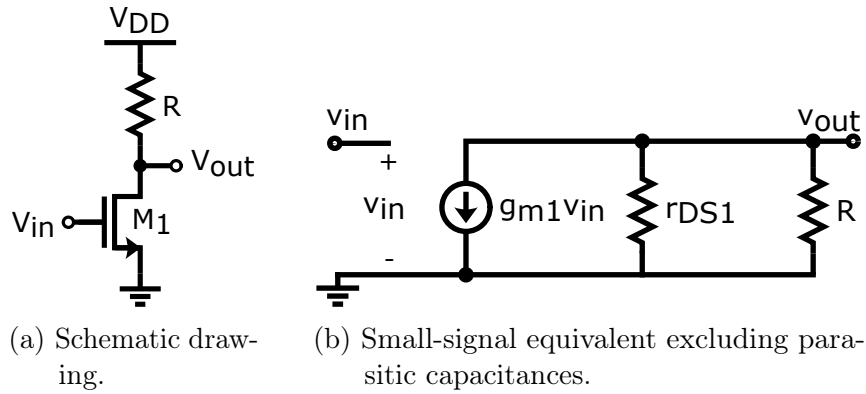 VDD
R
Vout
Vin
M1
vin
+
vin
-
gm1vin
rDS1
R
vout
(a) Schematic draw-
ing.
(b) Small-signal equivalent excluding para-
sitic capacitances.